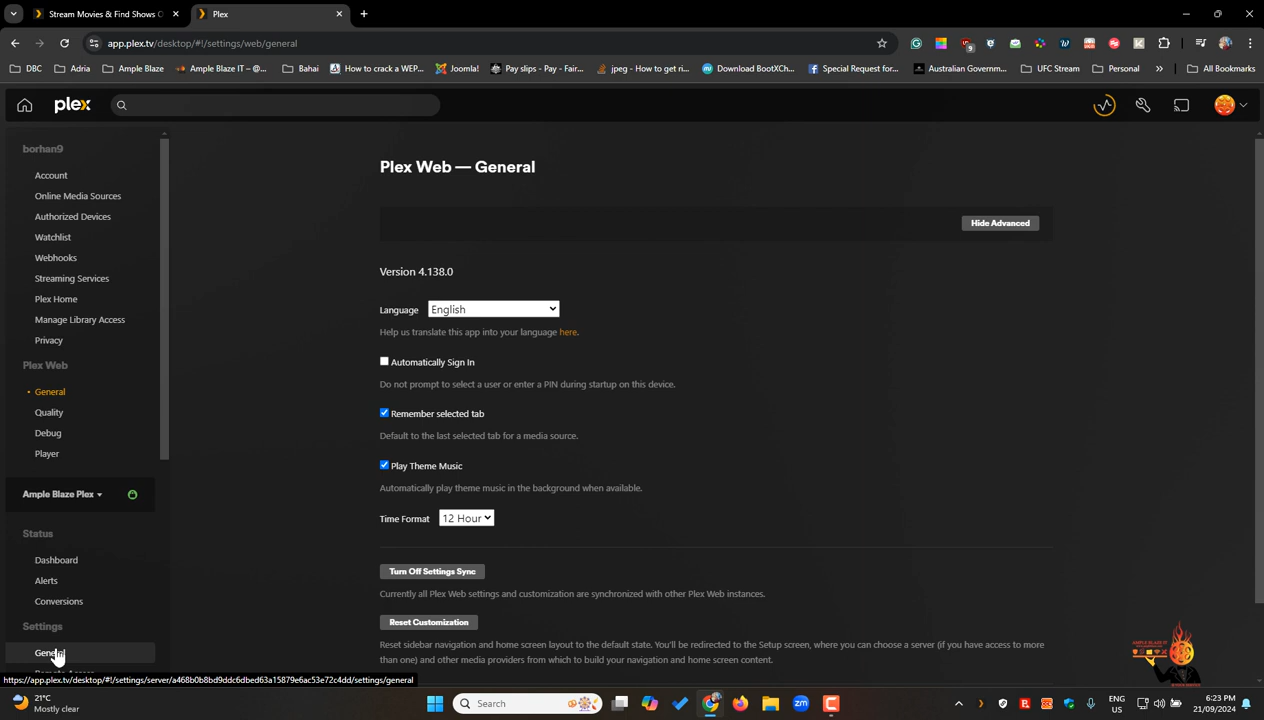 Stream Movies & Find Shows O
Plex
app.plex.tv/desktop/#!/settings/web/general
DBC
Adria
Ample Blaze
Ample Blaze IT – @...
Bahai
How to crack a WEP...
Joomla!
Pay slips - Pay - Fair...
jpeg - How to get ri...
Download BootXCh...
Special Request for...
Australian Governm...
UFC Stream
Personal
»
All Bookmarks
plex
borhan9
Account
Online Media Sources
Authorized Devices
Watchlist
Webhooks
Streaming Services
Plex Home
Manage Library Access
Privacy
Plex Web
General
Quality
Debug
Player
Ample Blaze Plex
Status
Dashboard
Alerts
Conversions
Settings
General
Plex Web — General
Hide Advanced
Version 4.138.0
Language English
Help us translate this app into your language here.
Automatically Sign In
Do not prompt to select a user or enter a PIN during startup on this device.
Remember selected tab
Default to the last selected tab for a media source.
Play Theme Music
Automatically play theme music in the background when available.
Time Format 12 Hour
Turn Off Settings Sync
Currently all Plex Web settings and customization are synchronized with other Plex Web instances.
Reset Customization
Reset sidebar navigation and home screen layout to the default state. You'll be redirected to the Setup screen, where you can choose a server (if you have access to more
than one) and other media providers from which to build your navigation and home screen content.
https://app.plex.tv/desktop/#!/settings/server/a468b0b8bd9ddc6dbed63a15879e6ac53e72c4dd/settings/general
AMPLE BLAZE IT
21°C
Mostly clear
Search
zm
ENG
US
6:23 PM
21/09/2024